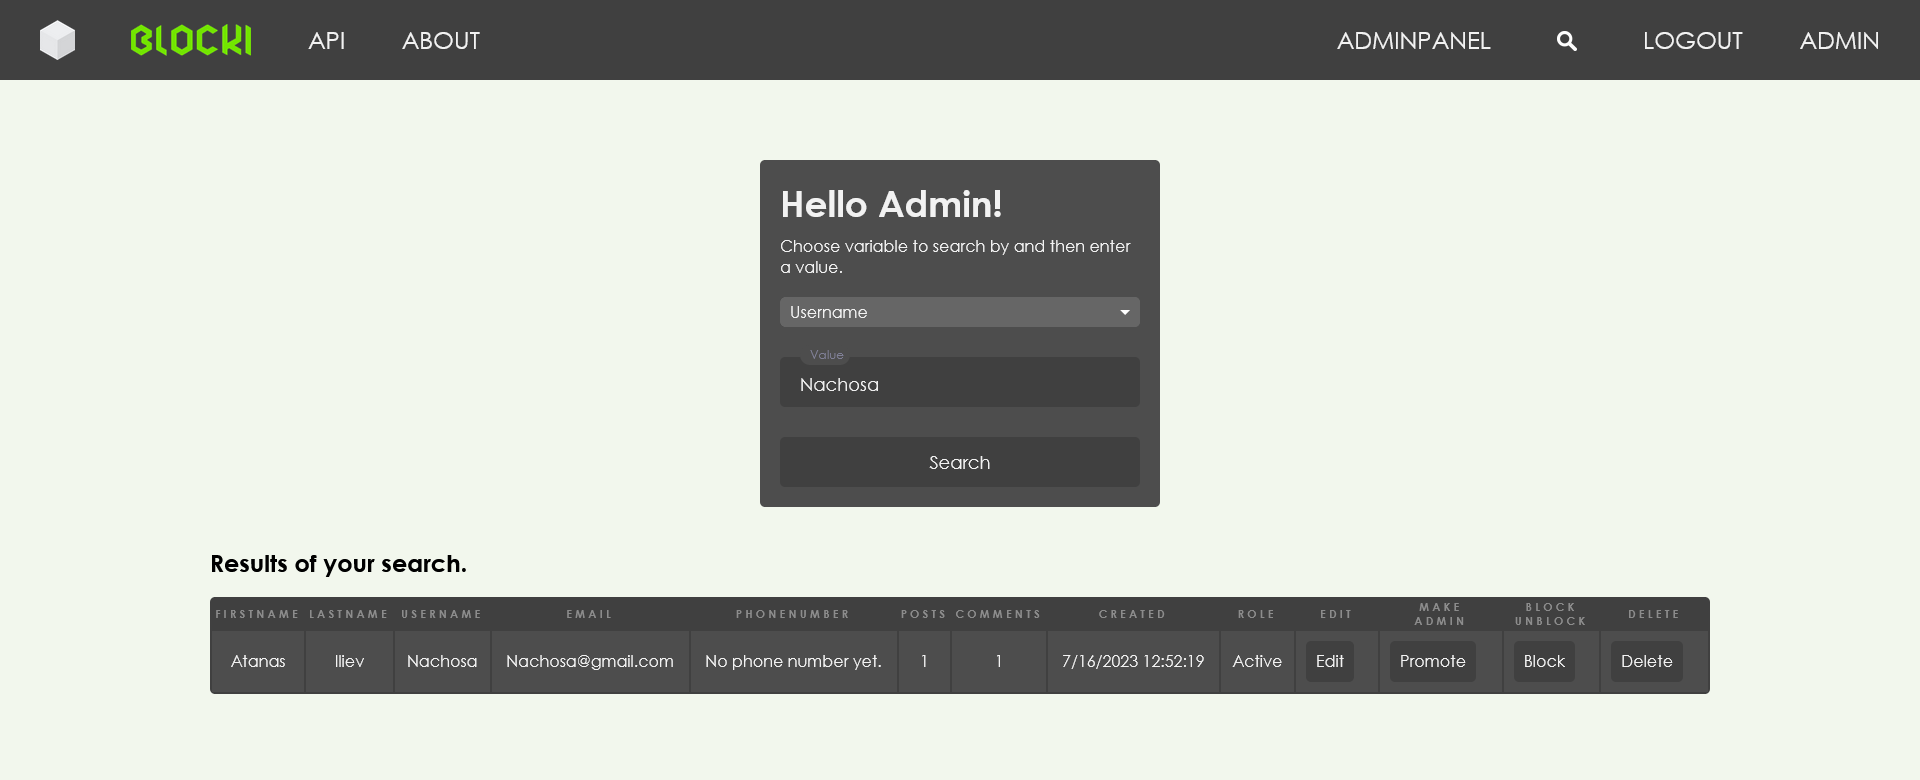 BLOCKI API ABOUT ADMINPANEL LOGOUT ADMIN
Hello Admin!
Choose variable to search by and then enter
a value.
Username
Value
Nachosa
Search
Results of your search.
FIRSTNAME LASTNAME USERNAME EMAIL PHONENUMBER POSTS COMMENTS CREATED ROLE EDIT MAKE ADMIN BLOCK UNBLOCK DELETE
Atanas Iliev Nachosa Nachosa@gmail.com No phone number yet. 1 1 7/16/2023 12:52:19 Active Edit Promote Block Delete